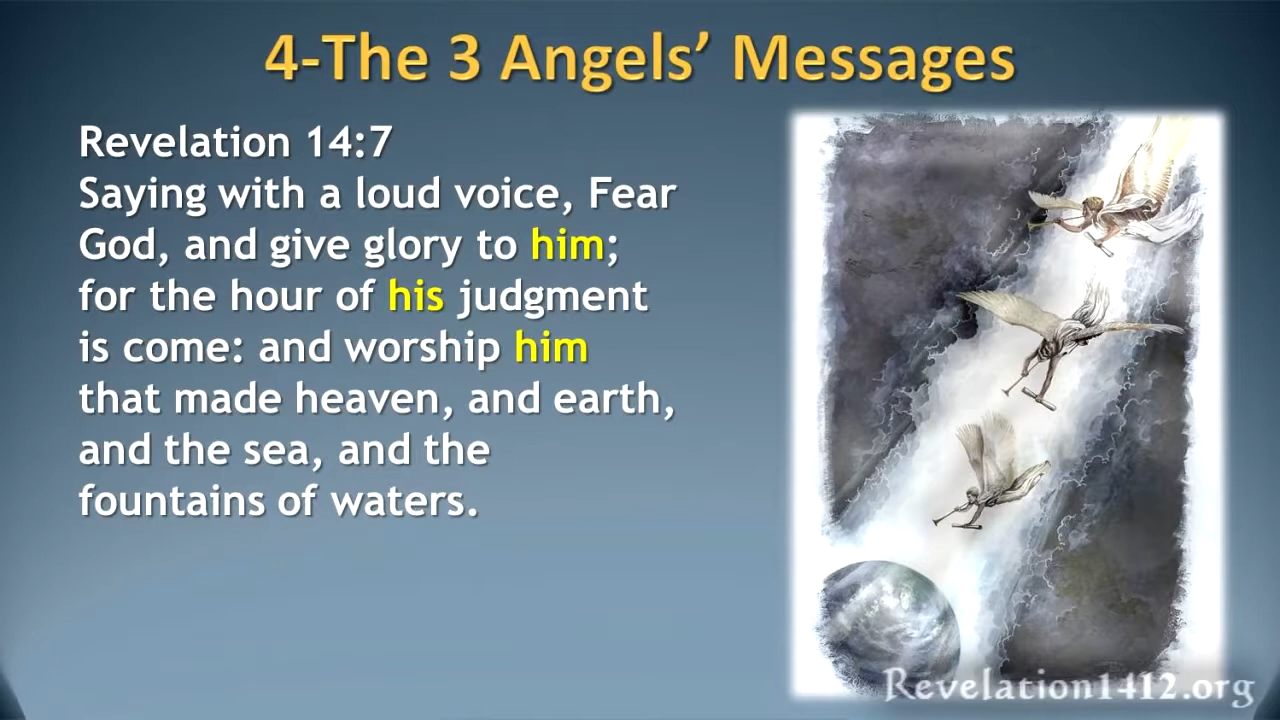 4-The 3 Angels’ Messages
Revelation 14:7
Saying with a loud voice, Fear
God, and give glory to him;
for the hour of his judgment
is come: and worship him
that made heaven, and earth,
and the sea, and the
fountains of waters.
Revelation1412.org